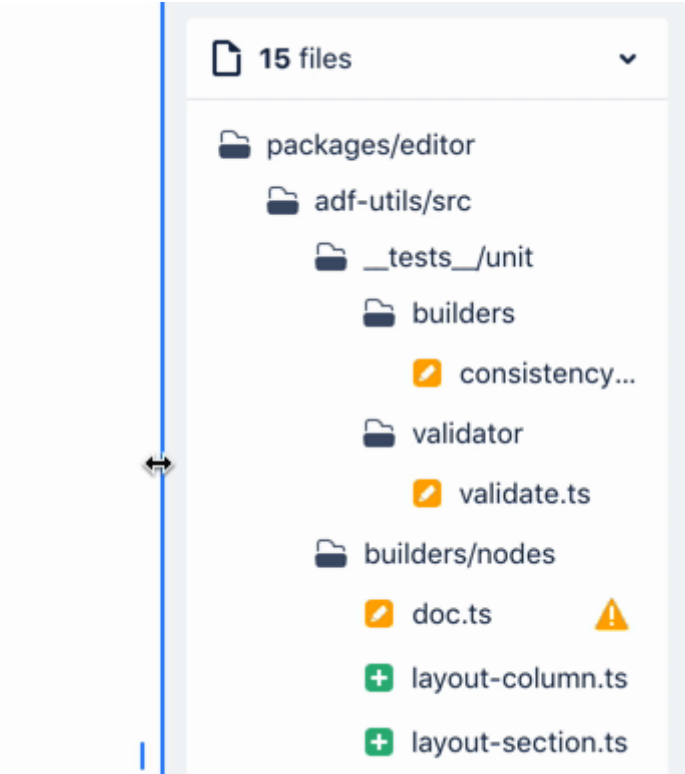 15 files
packages/editor
adf-utils/src
__tests__/unit
builders
consistency...
validator
validate.ts
builders/nodes
doc.ts
layout-column.ts
layout-section.ts